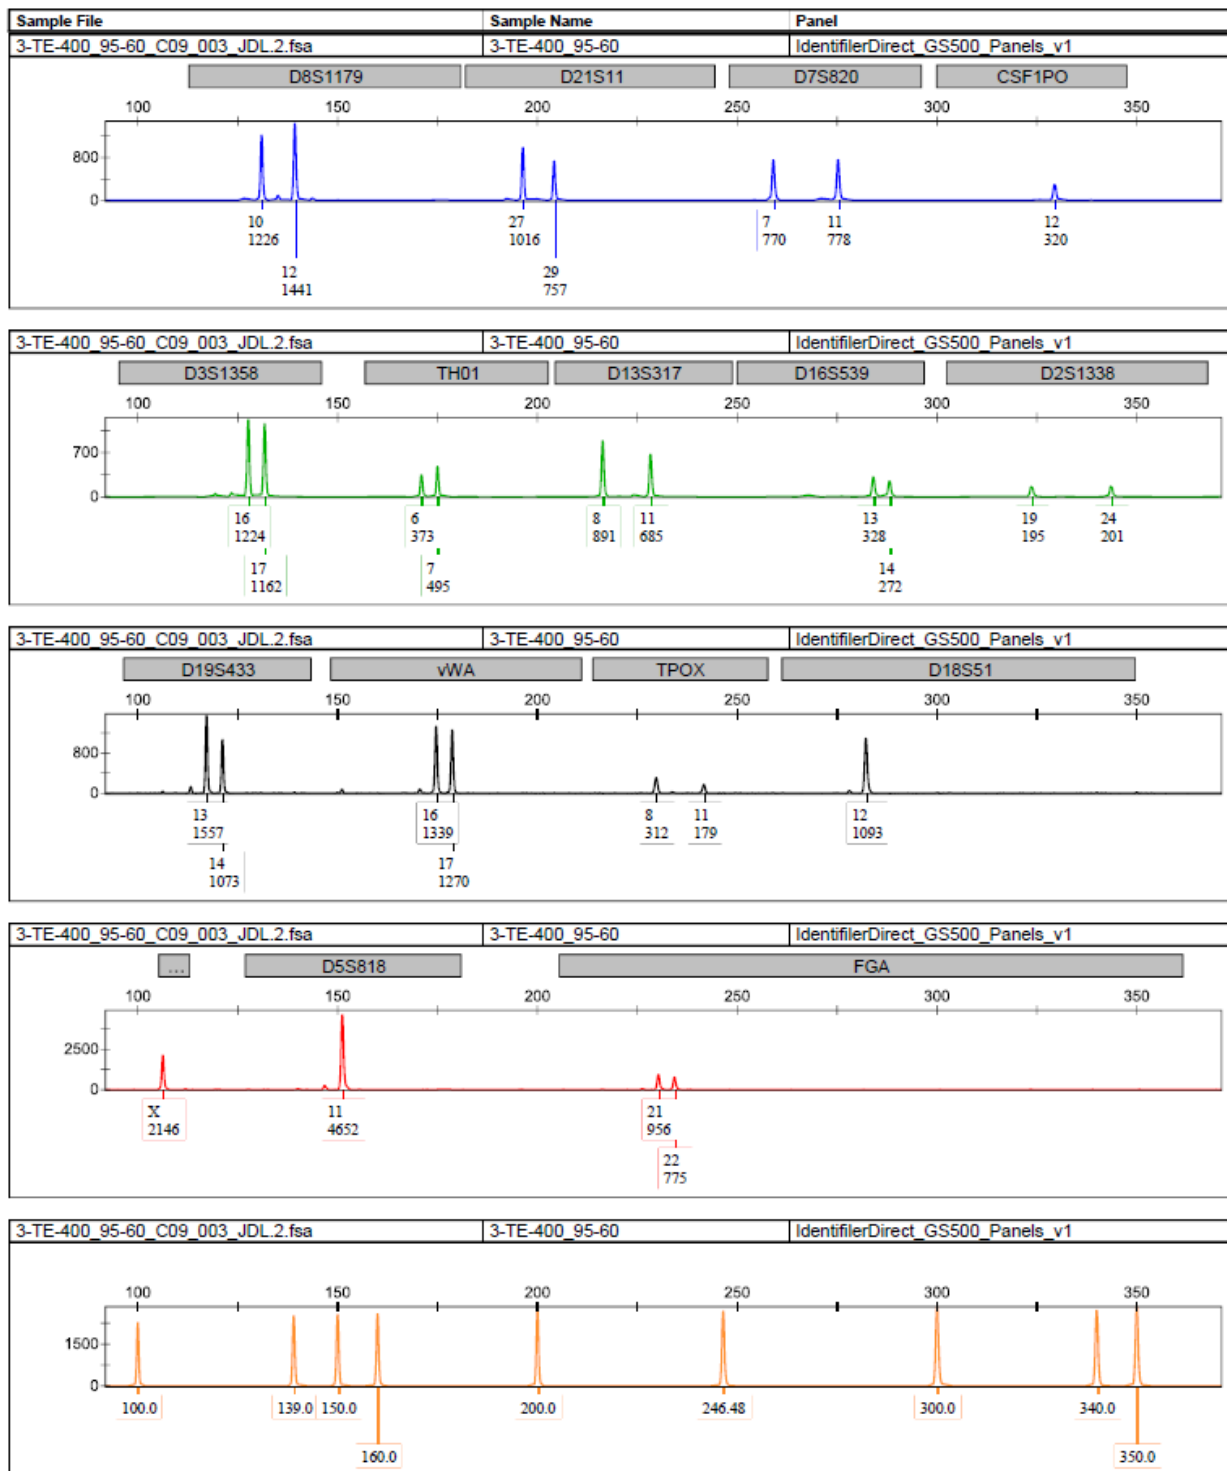 Sample File Sample Name Panel
3-TE-400_95-60_C09_003_JDL.2.fsa 3-TE-400_95-60 IdentifilerDirect_GS500_Panels_v1
D8S1179 D21S11 D7S820 CSF1PO
100 150 200 250 300 350
800
0
10 27 7 11 12
1226 1016 770 778 320
12 29
1441 757
3-TE-400_95-60_C09_003_JDL.2.fsa 3-TE-400_95-60 IdentifilerDirect_GS500_Panels_v1
D3S1358 TH01 D13S317 D16S539 D2S1338
100 150 200 250 300 350
700
0
16 6 8 11 13 19 24
1224 373 891 685 328 195 201
17 7 14
1162 495 272
3-TE-400_95-60_C09_003_JDL.2.fsa 3-TE-400_95-60 IdentifilerDirect_GS500_Panels_v1
D19S433 vWA TPOX D18S51
100 150 200 250 300 350
800
0
13 16 8 11 12
1557 1339 312 179 1093
14 17
1073 1270
3-TE-400_95-60_C09_003_JDL.2.fsa 3-TE-400_95-60 IdentifilerDirect_GS500_Panels_v1
... D5S818 FGA
100 150 200 250 300 350
2500
0
X 11 21
2146 4652 956
22
775
3-TE-400_95-60_C09_003_JDL.2.fsa 3-TE-400_95-60 IdentifilerDirect_GS500_Panels_v1
100 150 200 250 300 350
1500
0
100.0 139.0 150.0 200.0 246.48 300.0 340.0
160.0 350.0